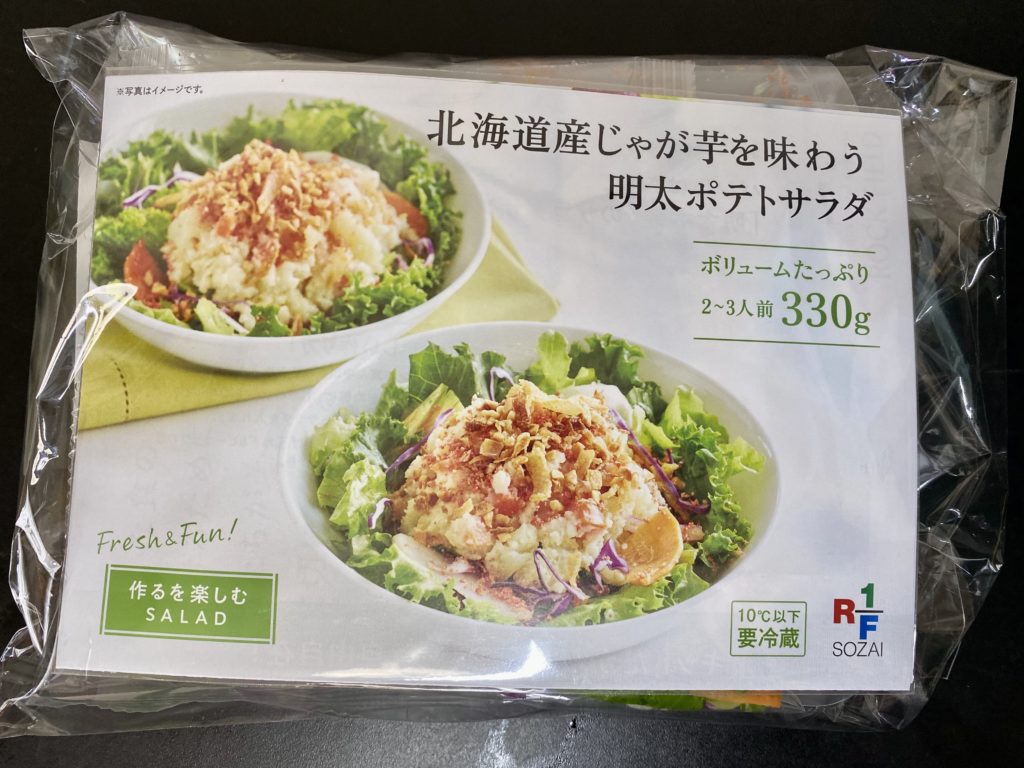 ※写真はイメージです。
北海道産じゃが芋を味わう
明太ポテトサラダ
ボリュームたっぷり
2~3人前 330g
Fresh&Fun!
作るを楽しむ
SALAD
10℃以下
要冷蔵
R1/F
SOZAI